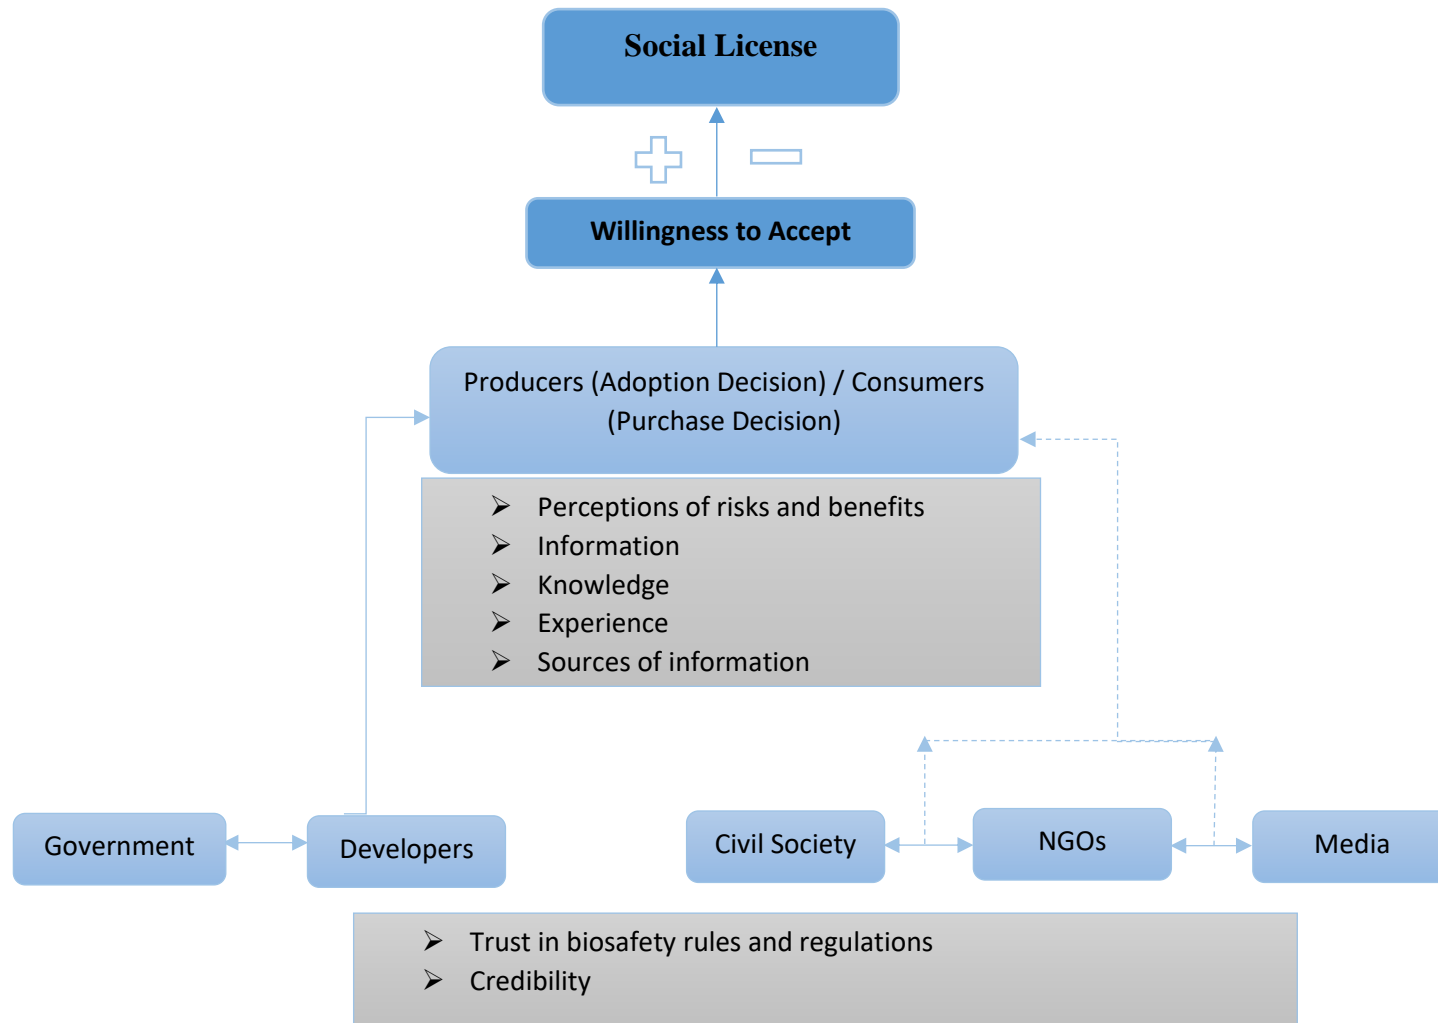 Social License
Willingness to Accept
Producers (Adoption Decision) / Consumers
(Purchase Decision)
➢ Perceptions of risks and benefits
➢ Information
➢ Knowledge
➢ Experience
➢ Sources of information
Government
Developers
Civil Society
NGOs
Media
➢ Trust in biosafety rules and regulations
➢ Credibility